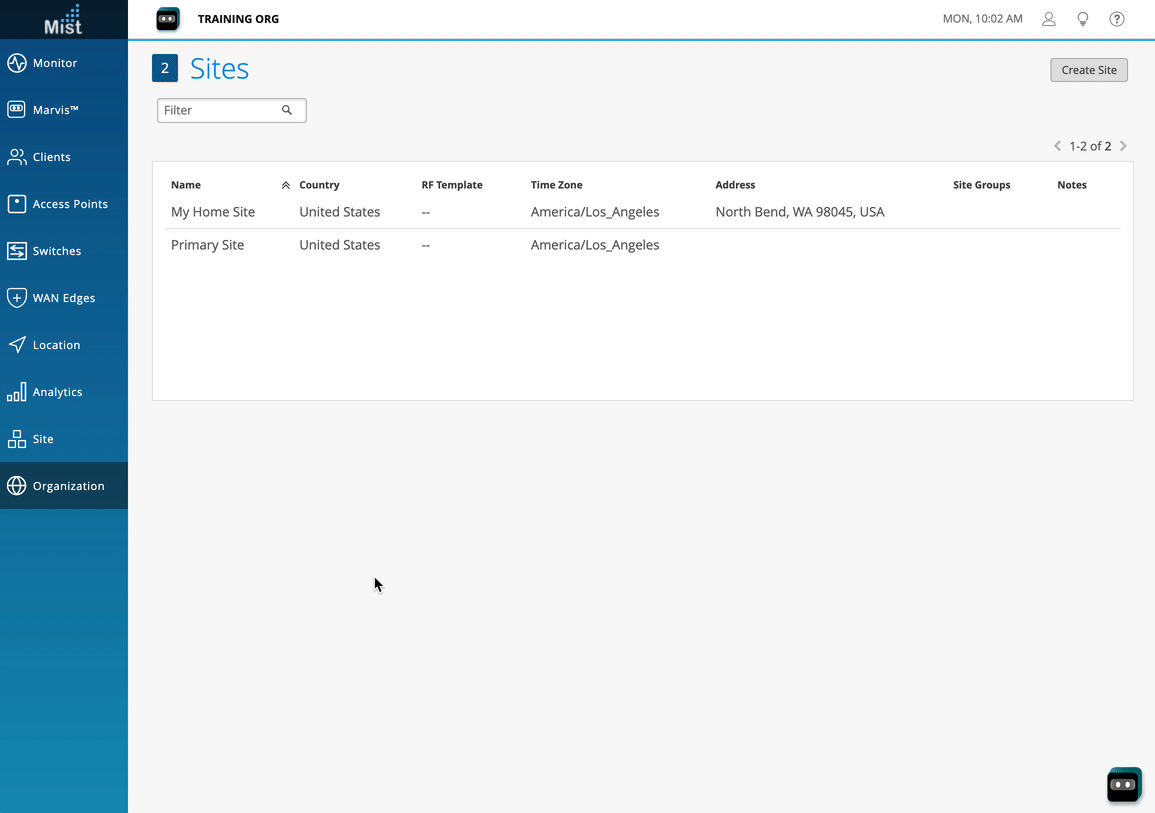 Mist
TRAINING ORG
MON, 10:02 AM
Monitor
Marvis™
Clients
Access Points
Switches
WAN Edges
Location
Analytics
Site
Organization
2 Sites
Create Site
Filter
1-2 of 2
Name Country RF Template Time Zone Address Site Groups Notes
My Home Site United States -- America/Los_Angeles North Bend, WA 98045, USA
Primary Site United States -- America/Los_Angeles